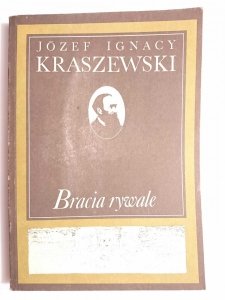 JÓZEF IGNACY
KRASZEWSKI
Bracia rywale